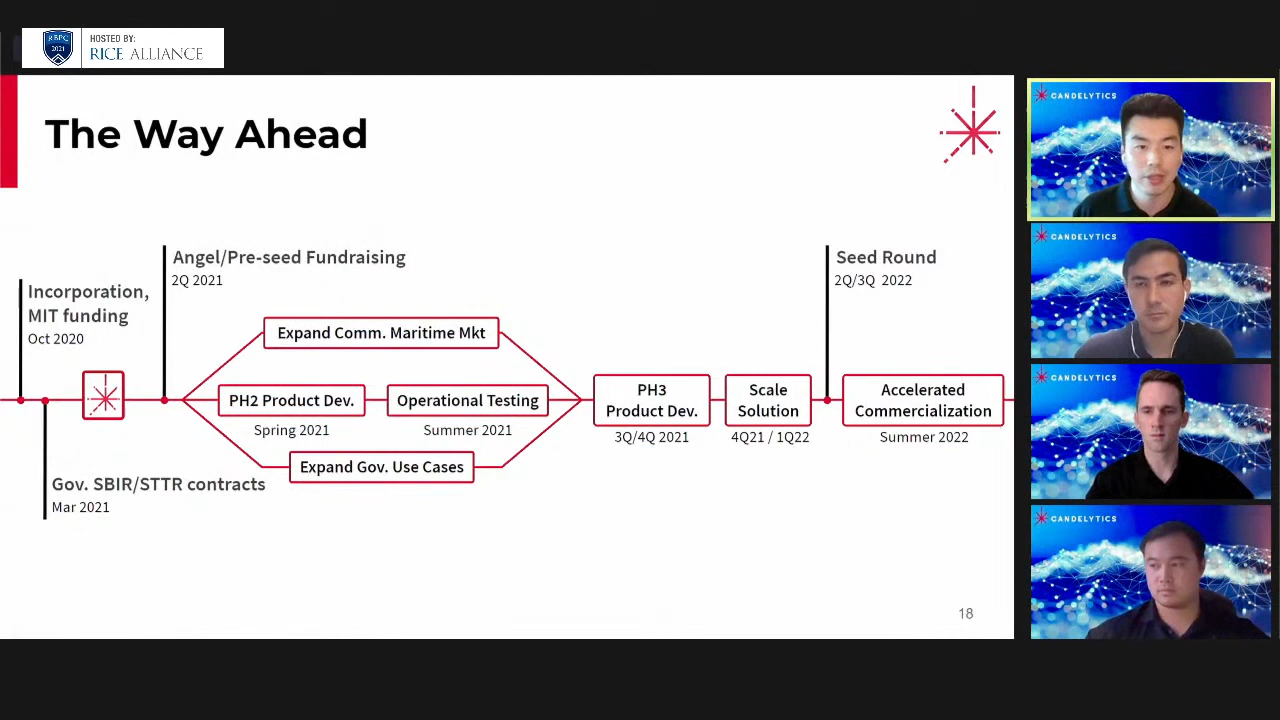 RBPC
2021
HOSTED BY:
RICE ALLIANCE
The Way Ahead
Angel/Pre-seed Fundraising
2Q 2021
Seed Round
2Q/3Q 2022
Incorporation,
MIT funding
Oct 2020
Expand Comm. Maritime Mkt
PH2 Product Dev.
Spring 2021
Operational Testing
Summer 2021
PH3
Product Dev.
3Q/4Q 2021
Scale
Solution
4Q21 / 1Q22
Accelerated
Commercialization
Summer 2022
Expand Gov. Use Cases
Gov. SBIR/STTR contracts
Mar 2021
18
CANDELYTICS
CANDELYTICS
CANDELYTICS
CANDELYTICS